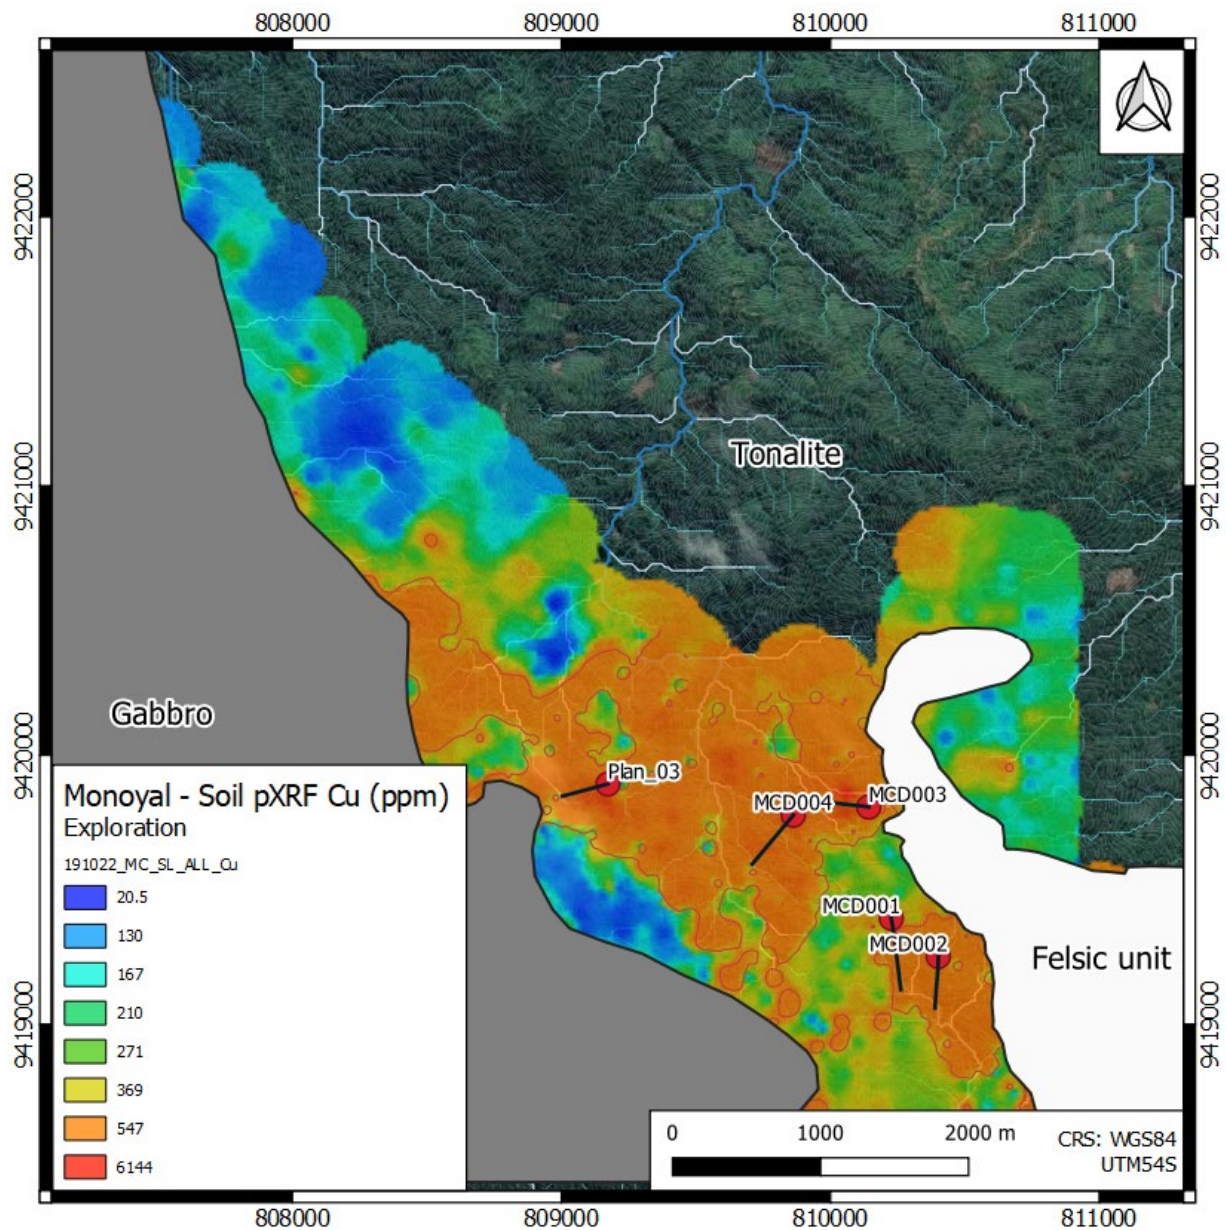 808000 809000 810000 811000
9422000
9422000
9421000
9421000
Tonalite
Gabbro
9420000
9420000
Plan_03
MCD004
MCD003
MCD001
MCD002
Felsic unit
Monoyal - Soil pXRF Cu (ppm)
Exploration
191022_MC_SL_ALL_Cu
20.5
130
167
210
271
369
547
6144
9419000
9419000
0 1000 2000 m
CRS: WGS84
UTM54S
808000 809000 810000 811000